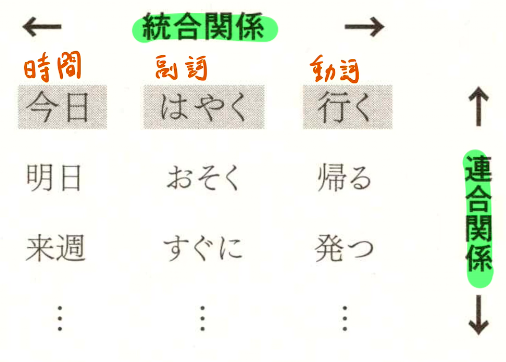 ← 統合関係 →
時間 副詞 動詞
今日 はやく 行く
明日 おそく 帰る
来週 すぐに 発つ
⋮ ⋮ ⋮
↑
連合関係
↓